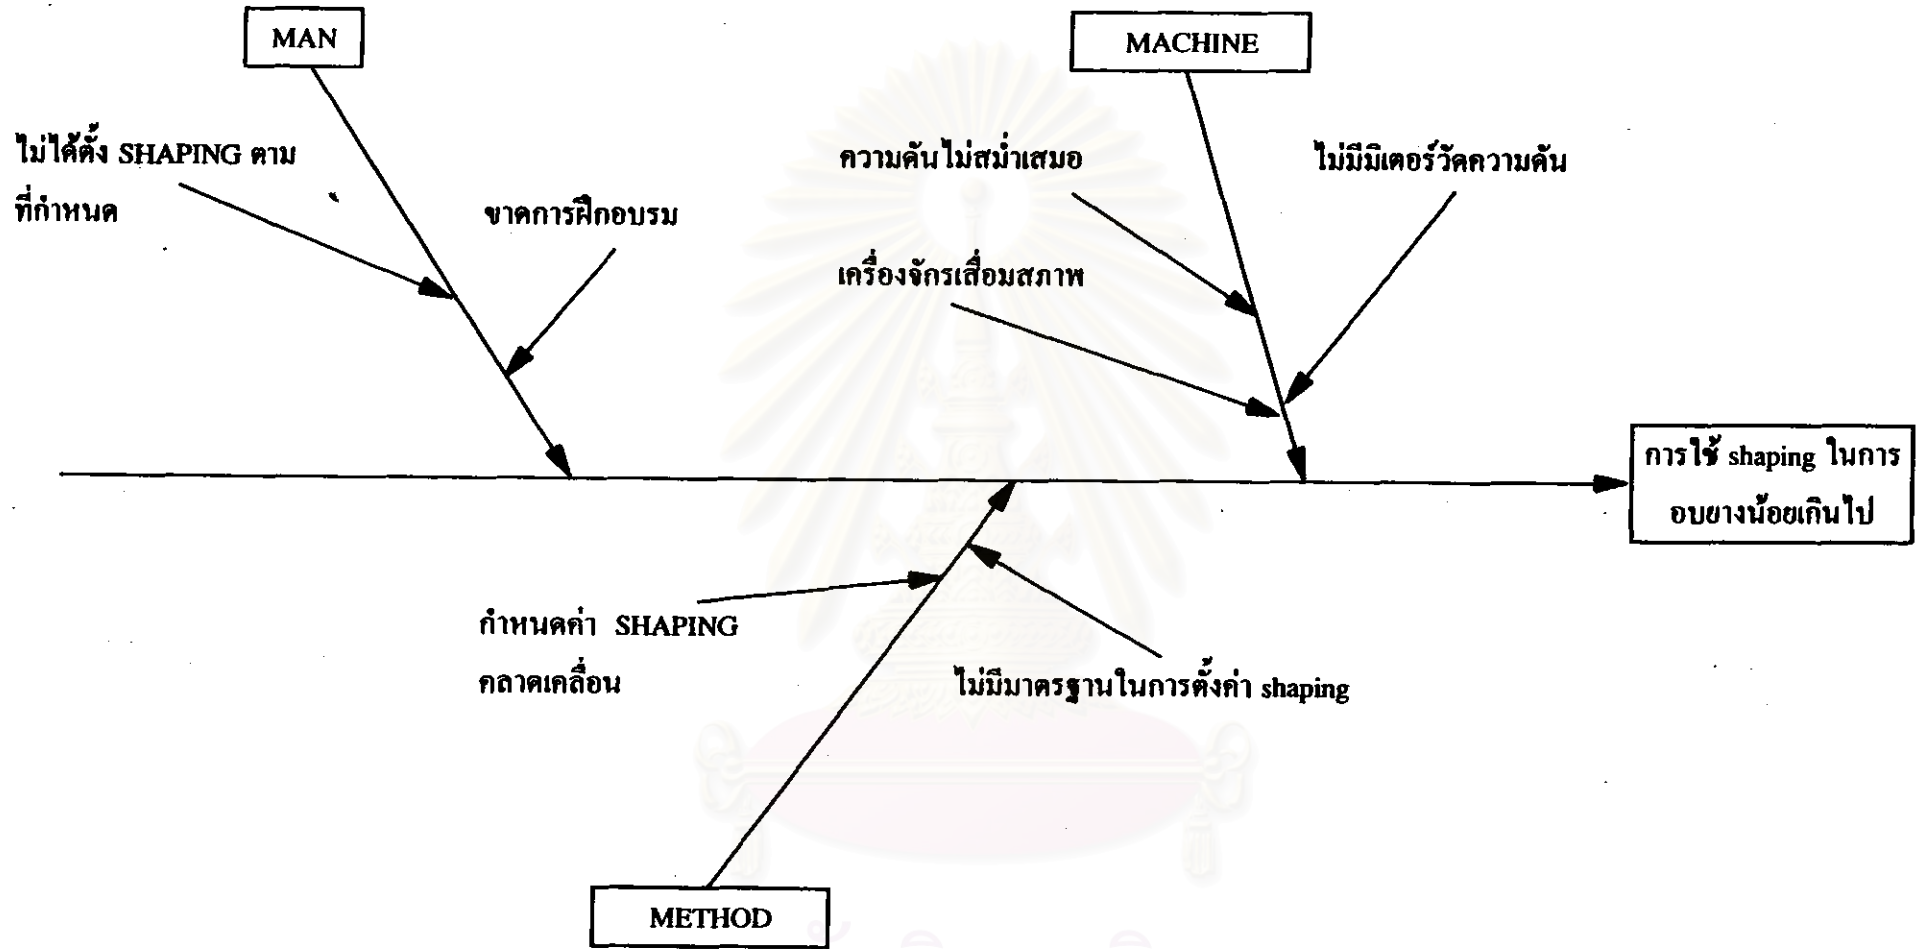 MAN
MACHINE
ไม่ได้ตั้ง SHAPING ตาม
ที่กำหนด
ขาดการฝึกอบรม
ความดันไม่สม่ำเสมอ
ไม่มีมิเตอร์วัดความดัน
เครื่องจักรเสื่อมสภาพ
การใช้ shaping ในการ
อบยางน้อยเกินไป
กำหนดค่า SHAPING
คลาดเคลื่อน
ไม่มีมาตรฐานในการตั้งค่า shaping
METHOD